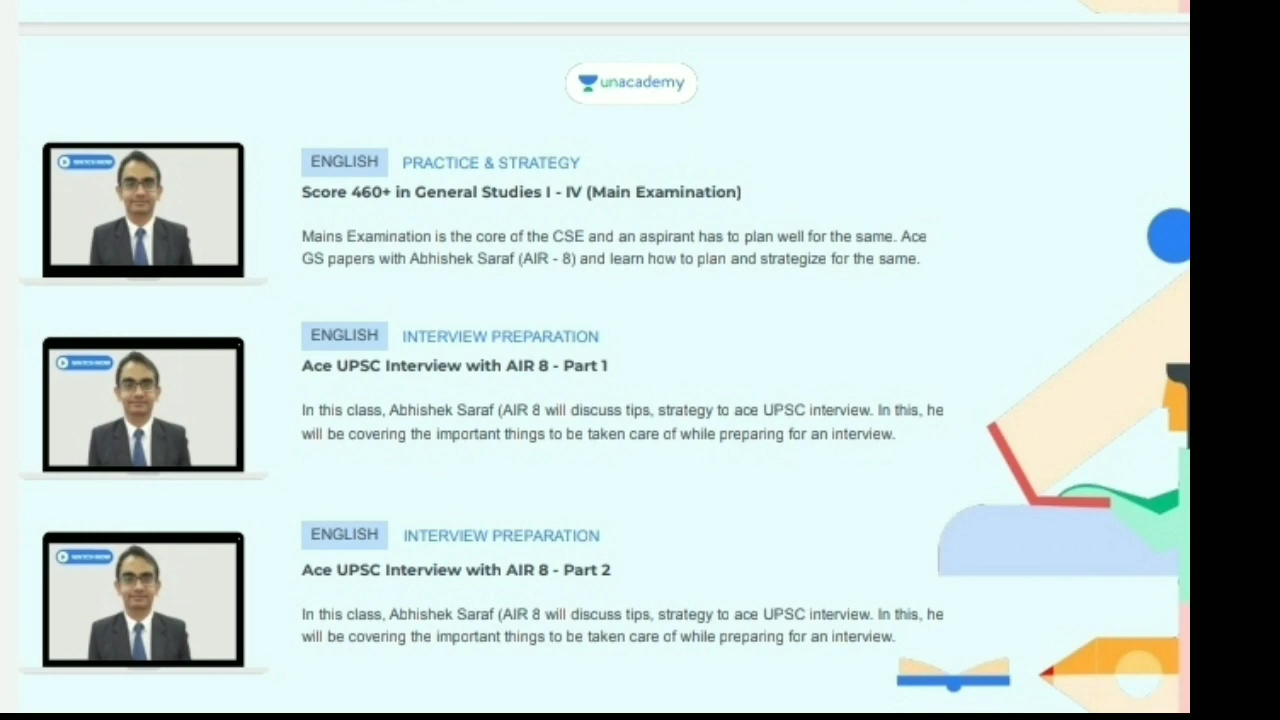 unacademy
ENGLISH PRACTICE & STRATEGY
Score 460+ in General Studies I - IV (Main Examination)
Mains Examination is the core of the CSE and an aspirant has to plan well for the same. Ace
GS papers with Abhishek Saraf (AIR - 8) and learn how to plan and strategize for the same.
ENGLISH INTERVIEW PREPARATION
Ace UPSC Interview with AIR 8 - Part 1
In this class, Abhishek Saraf (AIR 8 will discuss tips, strategy to ace UPSC interview. In this, he
will be covering the important things to be taken care of while preparing for an interview.
ENGLISH INTERVIEW PREPARATION
Ace UPSC Interview with AIR 8 - Part 2
In this class, Abhishek Saraf (AIR 8 will discuss tips, strategy to ace UPSC interview. In this, he
will be covering the important things to be taken care of while preparing for an interview.